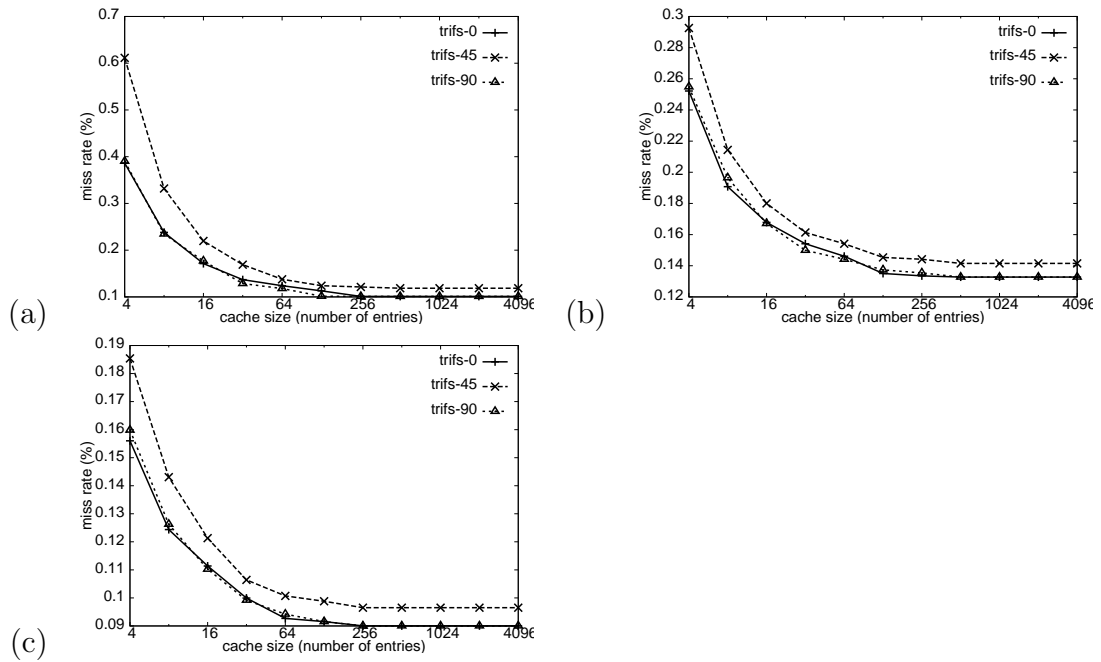 0.7
0.6
0.5
0.4
0.3
0.2
0.1
miss rate (%)
4 16 64 256 1024 4096
cache size (number of entries)
trifs-0
trifs-45
trifs-90
(a)
0.3
0.28
0.26
0.24
0.22
0.2
0.18
0.16
0.14
0.12
miss rate (%)
4 16 64 256 1024 4096
cache size (number of entries)
trifs-0
trifs-45
trifs-90
(b)
0.19
0.18
0.17
0.16
0.15
0.14
0.13
0.12
0.11
0.1
0.09
miss rate (%)
4 16 64 256 1024 4096
cache size (number of entries)
trifs-0
trifs-45
trifs-90
(c)